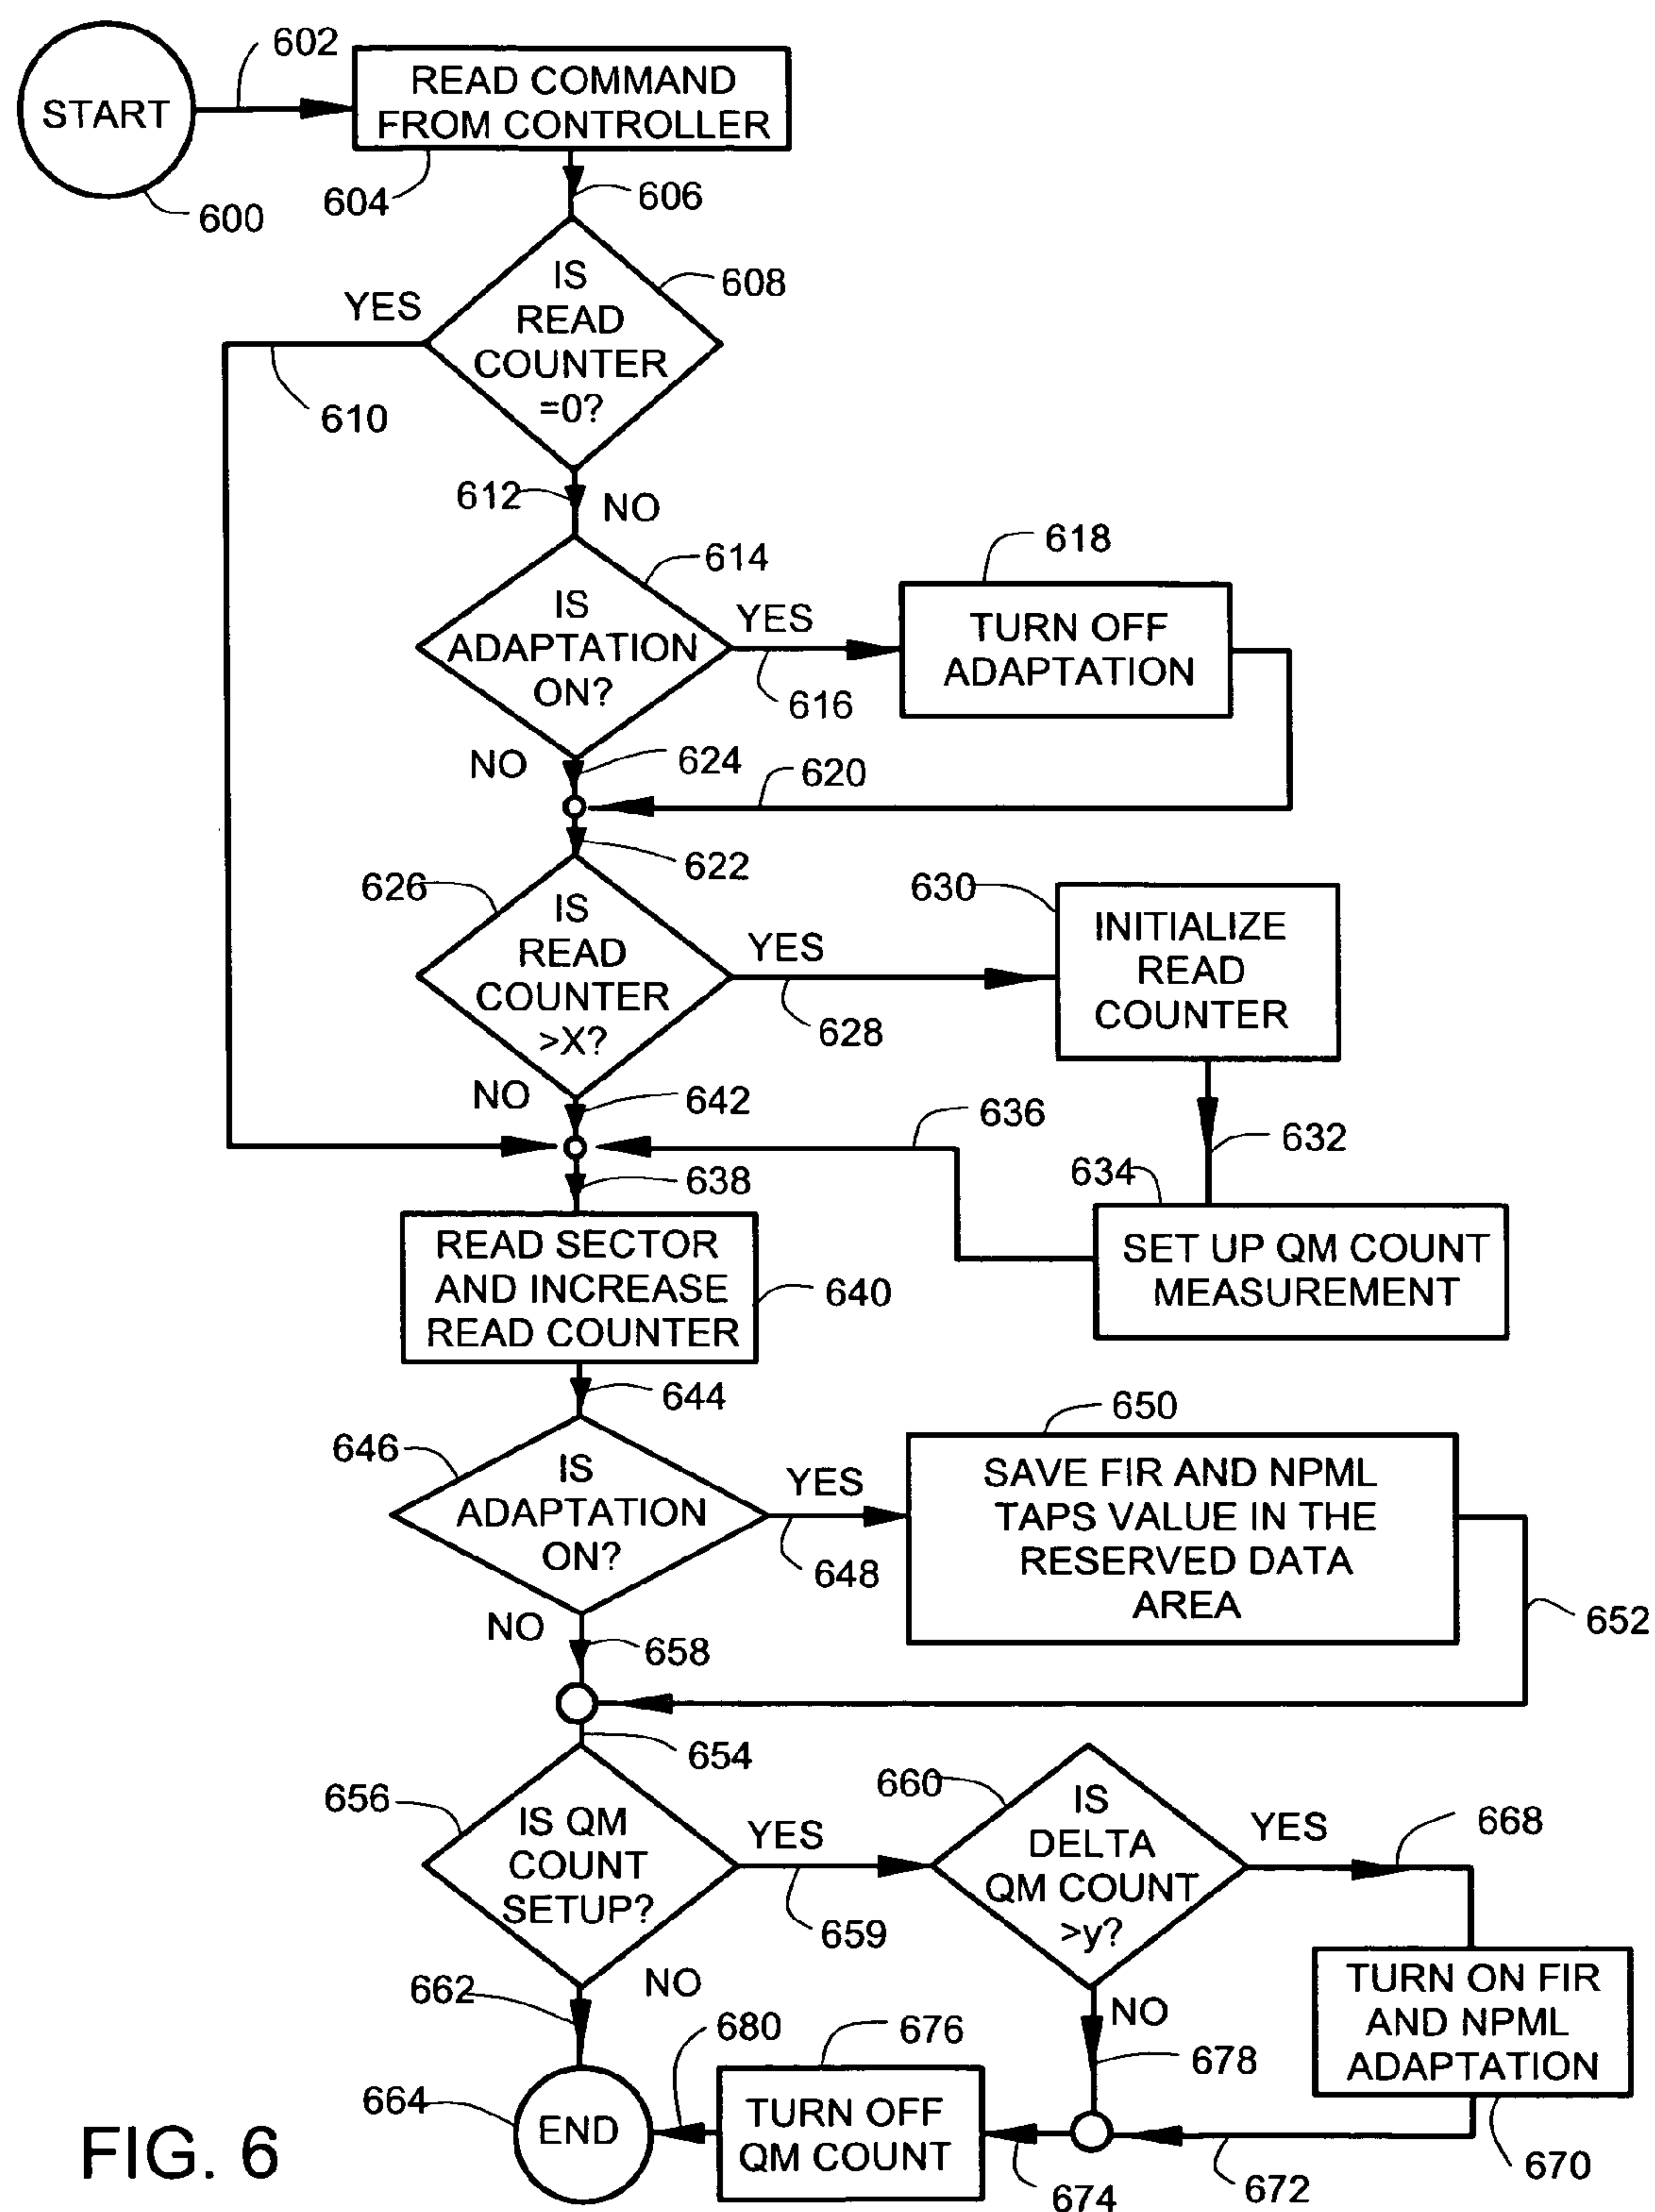 602
START
READ COMMAND
FROM CONTROLLER
600
604
606
IS
READ
COUNTER
=0?
608
YES
610
612
NO
614
IS
ADAPTATION
ON?
YES
616
618
TURN OFF
ADAPTATION
NO
624
620
622
626
IS
READ
COUNTER
>X?
YES
628
630
INITIALIZE
READ
COUNTER
NO
642
636
632
638
634
SET UP QM COUNT
MEASUREMENT
READ SECTOR
AND INCREASE
READ COUNTER
640
644
646
IS
ADAPTATION
ON?
YES
648
650
SAVE FIR AND NPML
TAPS VALUE IN THE
RESERVED DATA
AREA
652
NO
658
654
656
IS QM
COUNT
SETUP?
YES
659
660
IS
DELTA
QM COUNT
>y?
YES
668
NO
662
NO
678
TURN ON FIR
AND NPML
ADAPTATION
670
672
674
676
TURN OFF
QM COUNT
680
664
END
FIG. 6